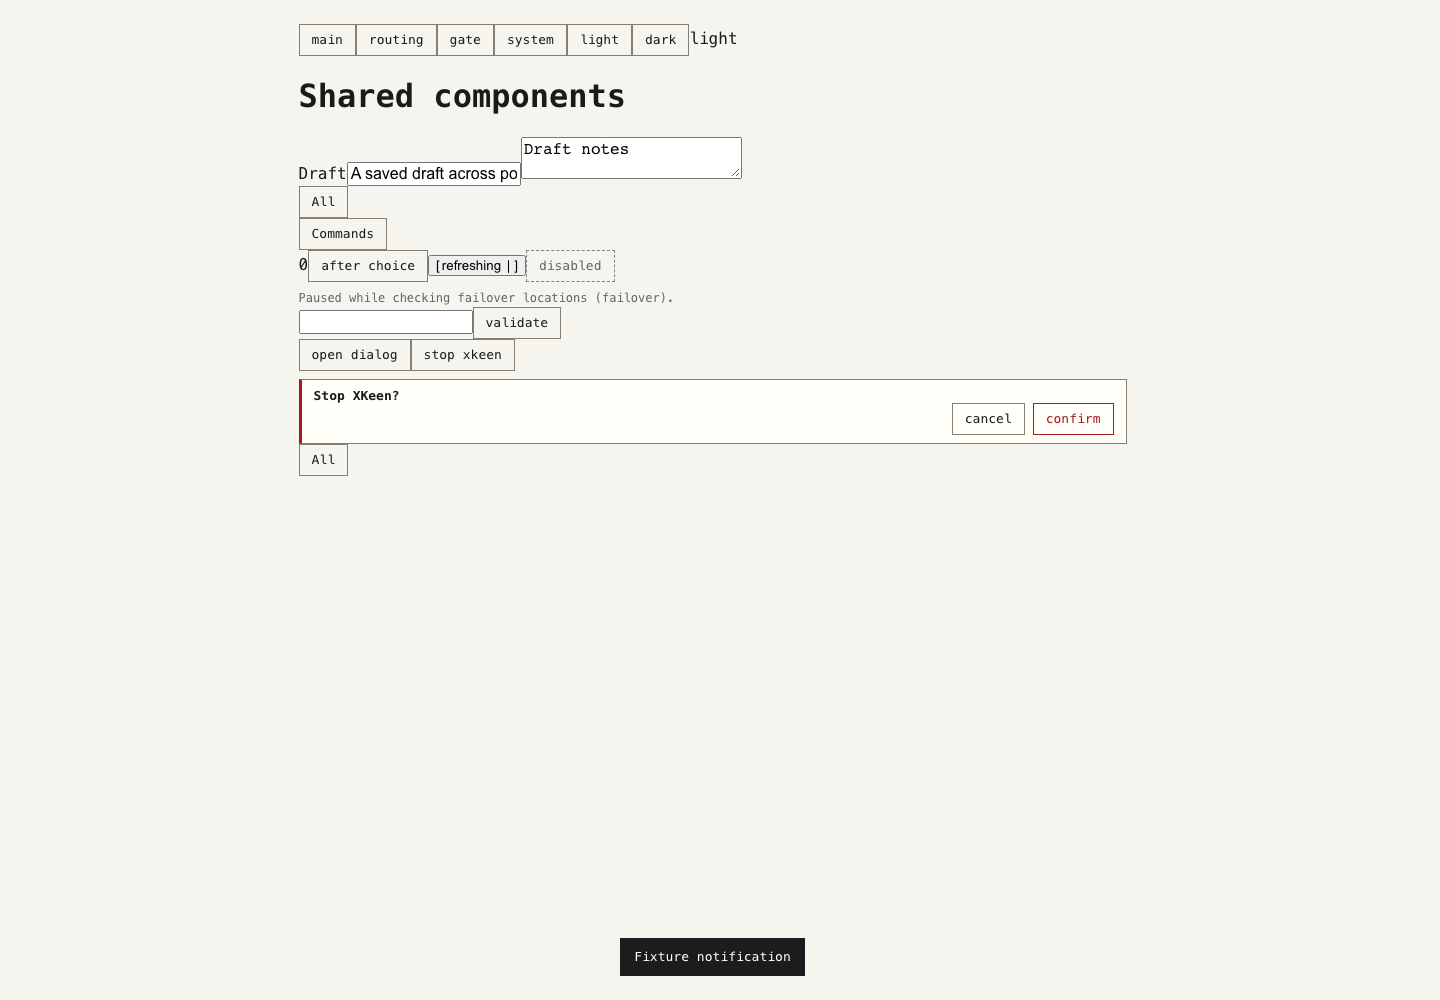 main routing gate system light dark light
Shared components
Draft A saved draft across po Draft notes
All
Commands
0 after choice [refreshing |] disabled
Paused while checking failover locations (failover).
validate
open dialog stop xkeen
Stop XKeen?
cancel confirm
All
Fixture notification